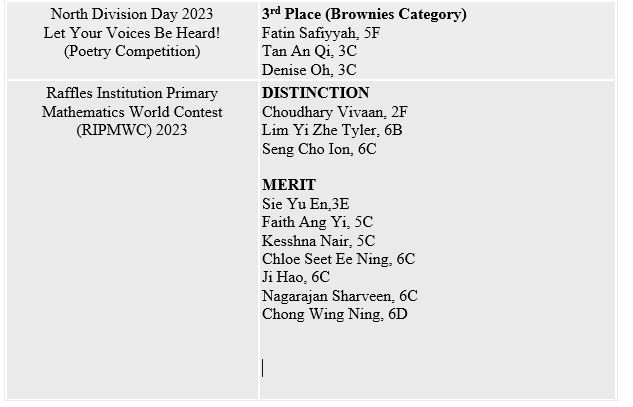 North Division Day 2023
Let Your Voices Be Heard!
(Poetry Competition)
3rd Place (Brownies Category)
Fatin Safiyyah, 5F
Tan An Qi, 3C
Denise Oh, 3C
Raffles Institution Primary
Mathematics World Contest
(RIPMWC) 2023
DISTINCTION
Choudhary Vivaan, 2F
Lim Yi Zhe Tyler, 6B
Seng Cho Ion, 6C
MERIT
Sie Yu En,3E
Faith Ang Yi, 5C
Kesshna Nair, 5C
Chloe Seet Ee Ning, 6C
Ji Hao, 6C
Nagarajan Sharveen, 6C
Chong Wing Ning, 6D